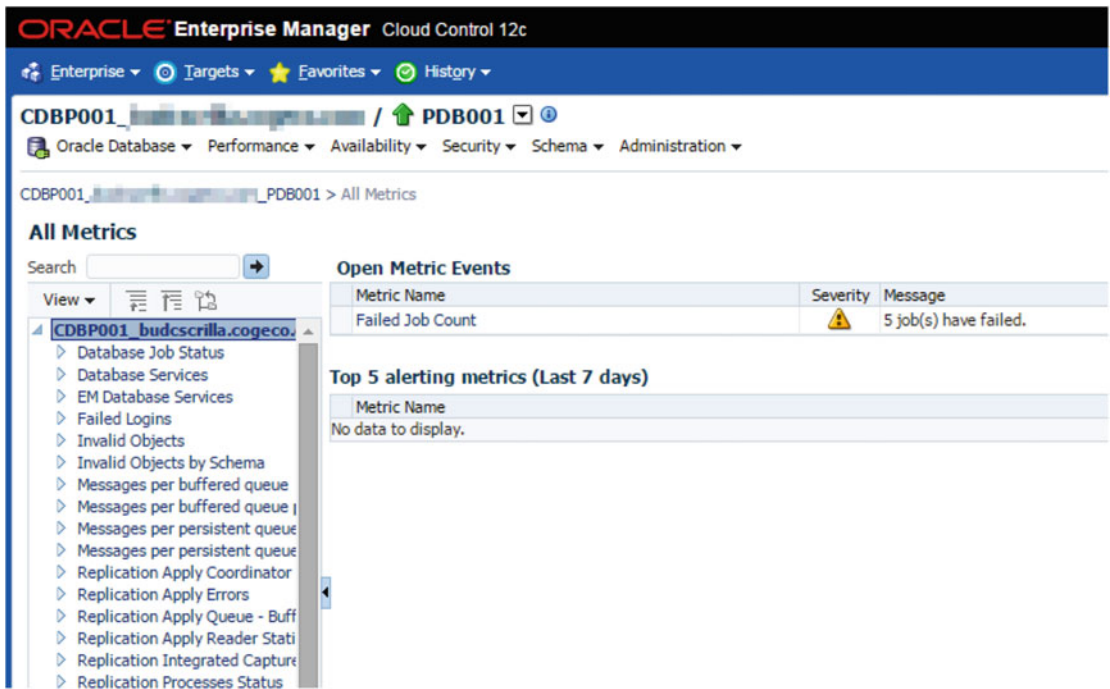 ORACLE Enterprise Manager Cloud Control 12c
Enterprise Targets Favorites History
CDBP001_ / PDB001
Oracle Database Performance Availability Security Schema Administration
CDBP001_ _PDB001 > All Metrics
All Metrics
Search
View
CDBP001_budcscrilla.cogeco.
Database Job Status
Database Services
EM Database Services
Failed Logins
Invalid Objects
Invalid Objects by Schema
Messages per buffered queue
Messages per buffered queue
Messages per persistent queue
Messages per persistent queue
Replication Apply Coordinator
Replication Apply Errors
Replication Apply Queue - Buff
Replication Apply Reader Stati
Replication Integrated Capture
Replication Processes Status
Open Metric Events
Metric Name Severity Message
Failed Job Count 5 job(s) have failed.
Top 5 alerting metrics (Last 7 days)
Metric Name
No data to display.